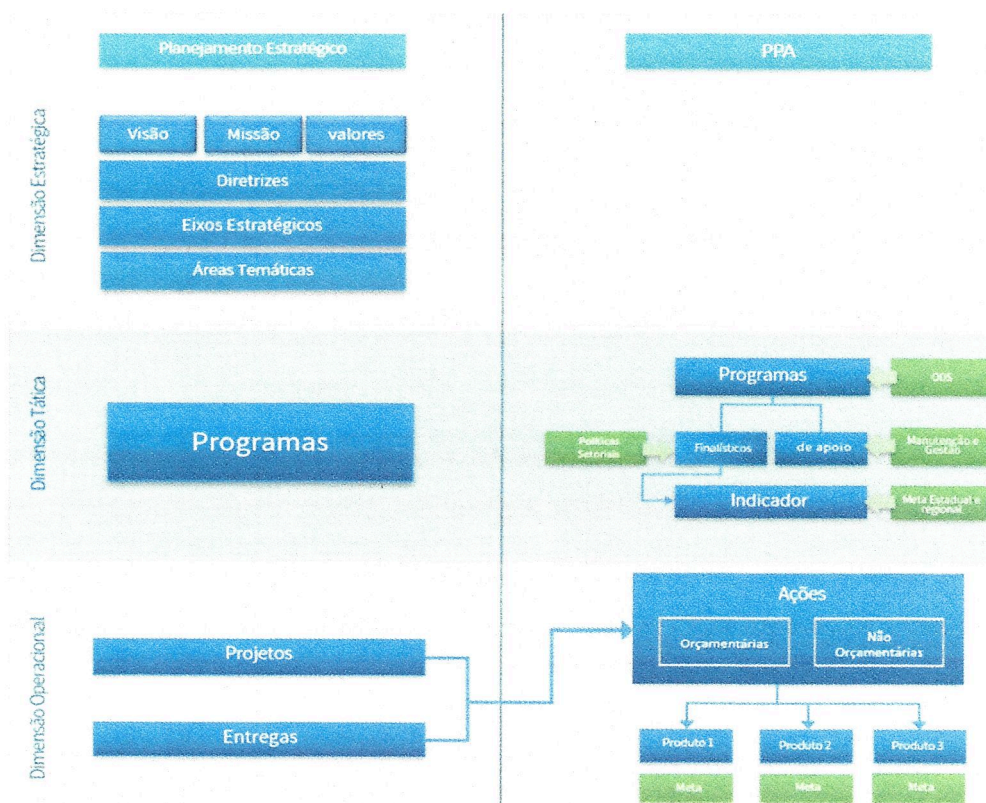 Planejamento Estratégico
PPA
Dimensão Estratégica
Visão
Missão
valores
Diretrizes
Eixos Estratégicos
Áreas Temáticas
Dimensão Tática
Programas
Programas
ODS
Políticas
Setoriais
Finalísticos
de apoio
Manutenção e
Gestão
Indicador
Meta Estadual e
regional
Dimensão Operacional
Projetos
Entregas
Ações
Orçamentárias
Não
Orçamentárias
Produto 1
Produto 2
Produto 3
Meta
Meta
Meta